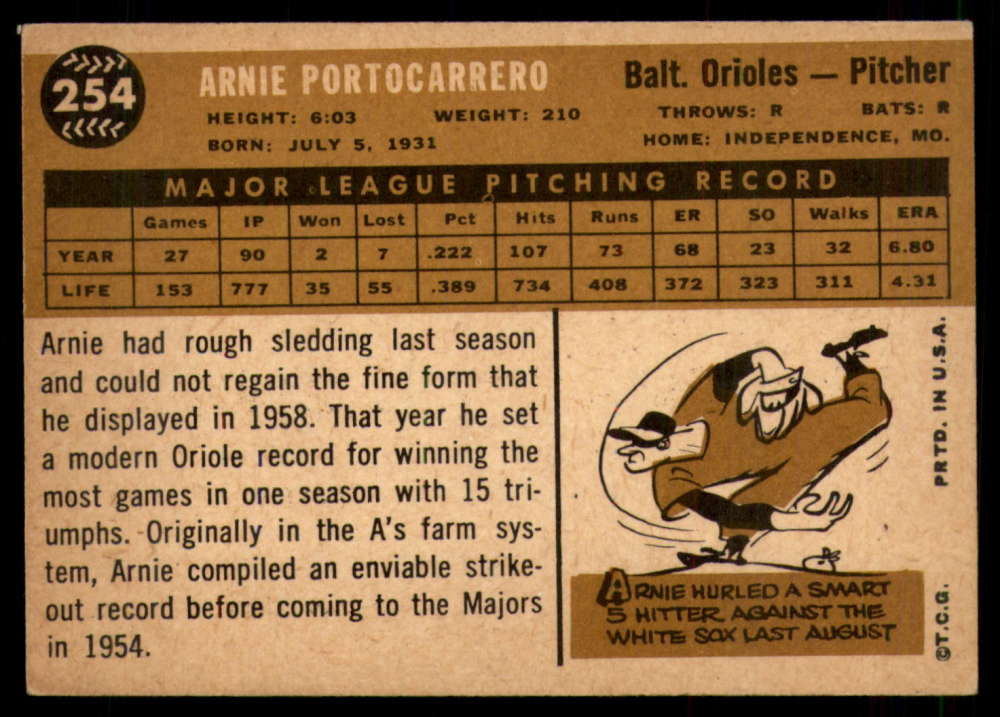 254
ARNIE PORTOCARRERO
Balt. Orioles — Pitcher
HEIGHT: 6:03 WEIGHT: 210 THROWS: R BATS: R
BORN: JULY 5, 1931 HOME: INDEPENDENCE, MO.
MAJOR LEAGUE PITCHING RECORD
Games IP Won Lost Pct Hits Runs ER SO Walks ERA
YEAR 27 90 2 7 .222 107 73 68 23 32 6.80
LIFE 153 777 35 55 .389 734 408 372 323 311 4.31
Arnie had rough sledding last season
and could not regain the fine form that
he displayed in 1958. That year he set
a modern Oriole record for winning the
most games in one season with 15 tri-
umphs. Originally in the A's farm sys-
tem, Arnie compiled an enviable strike-
out record before coming to the Majors
in 1954.
ARNIE HURLED A SMART
5 HITTER AGAINST THE
WHITE SOX LAST AUGUST
PRTD. IN U.S.A.
©T.C.G.